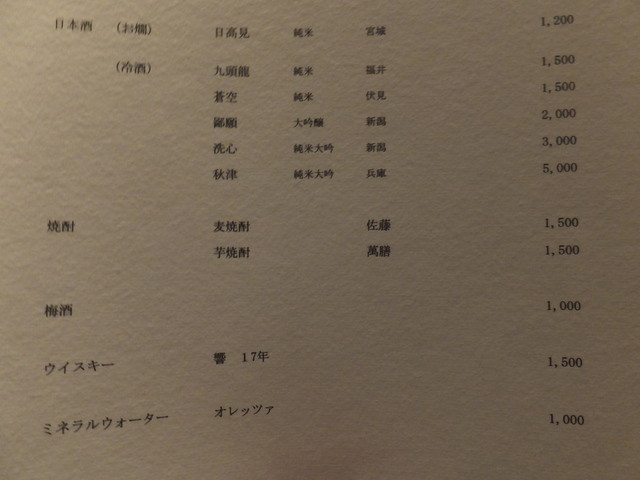 日本酒 (お燗) 日高見 純米 宮城 1,200
(冷酒) 九頭龍 純米 福井 1,500
蒼空 純米 伏見 1,500
鄙願 大吟醸 新潟 2,000
洗心 純米大吟 新潟 3,000
秋津 純米大吟 兵庫 5,000
焼酎 麦焼酎 佐藤 1,500
芋焼酎 萬膳 1,500
梅酒 1,000
ウイスキー 響 17年 1,500
ミネラルウォーター オレッツァ 1,000